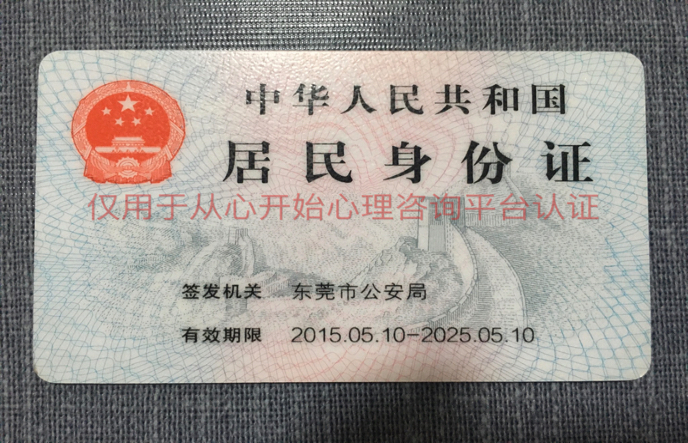 中华人民共和国
居民身份证
仅用于从心开始心理咨询平台认证
签发机关 东莞市公安局
有效期限 2015.05.10-2025.05.10